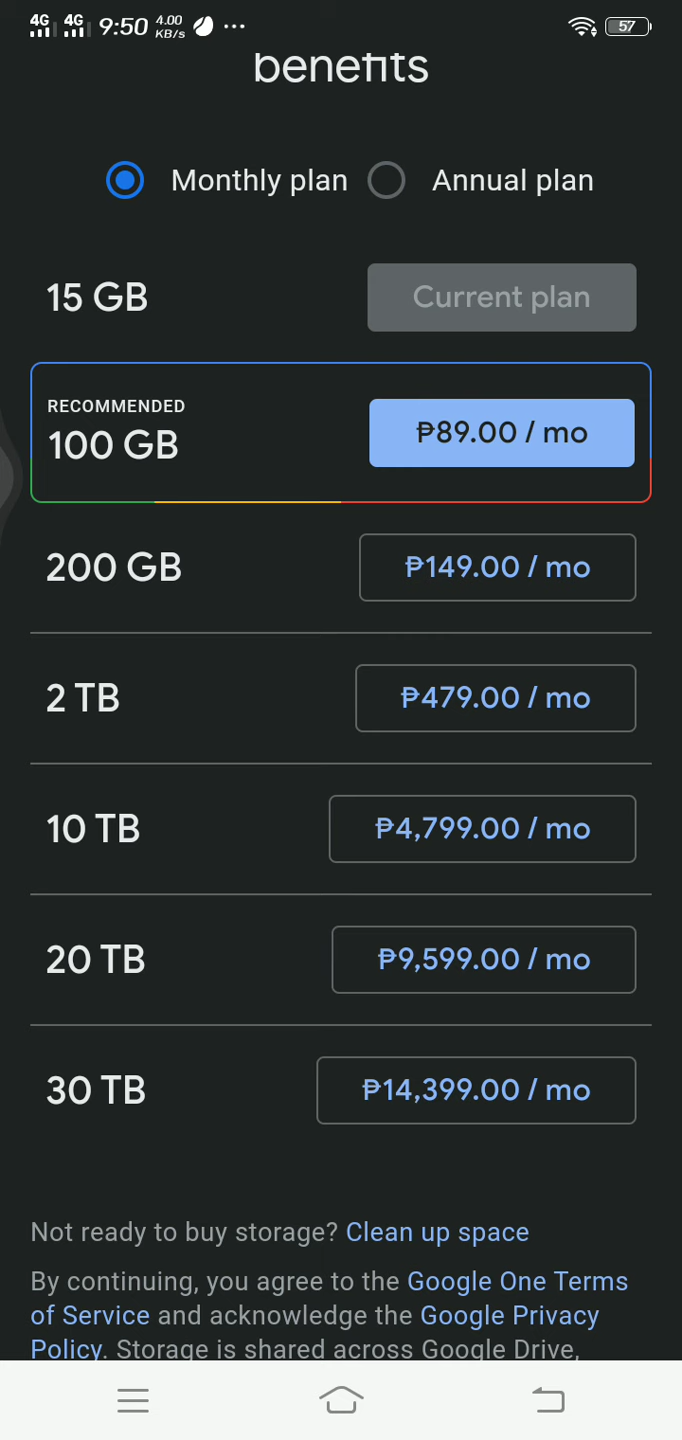 4G 4G 9:50 4.00 KB/s ... 57
benefits
Monthly plan Annual plan
15 GB Current plan
RECOMMENDED
100 GB ₱89.00 / mo
200 GB ₱149.00 / mo
2 TB ₱479.00 / mo
10 TB ₱4,799.00 / mo
20 TB ₱9,599.00 / mo
30 TB ₱14,399.00 / mo
Not ready to buy storage? Clean up space
By continuing, you agree to the Google One Terms
of Service and acknowledge the Google Privacy
Policy. Storage is shared across Google Drive,